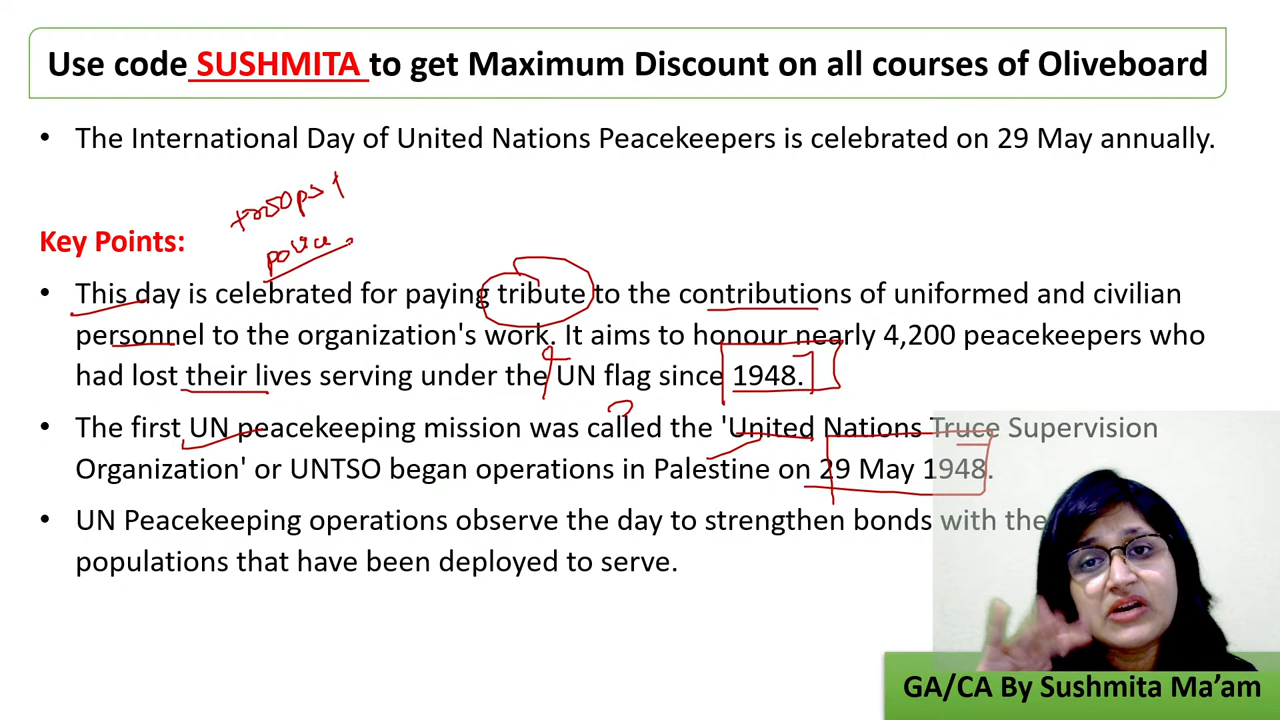 Use code SUSHMITA to get Maximum Discount on all courses of Oliveboard
• The International Day of United Nations Peacekeepers is celebrated on 29 May annually.
troops
police
Key Points:
• This day is celebrated for paying tribute to the contributions of uniformed and civilian
personnel to the organization's work. It aims to honour nearly 4,200 peacekeepers who
had lost their lives serving under the UN flag since 1948.
• The first UN peacekeeping mission was called the 'United Nations Truce Supervision
Organization' or UNTSO began operations in Palestine on 29 May 1948.
• UN Peacekeeping operations observe the day to strengthen bonds with the
populations that have been deployed to serve.
GA/CA By Sushmita Ma’am